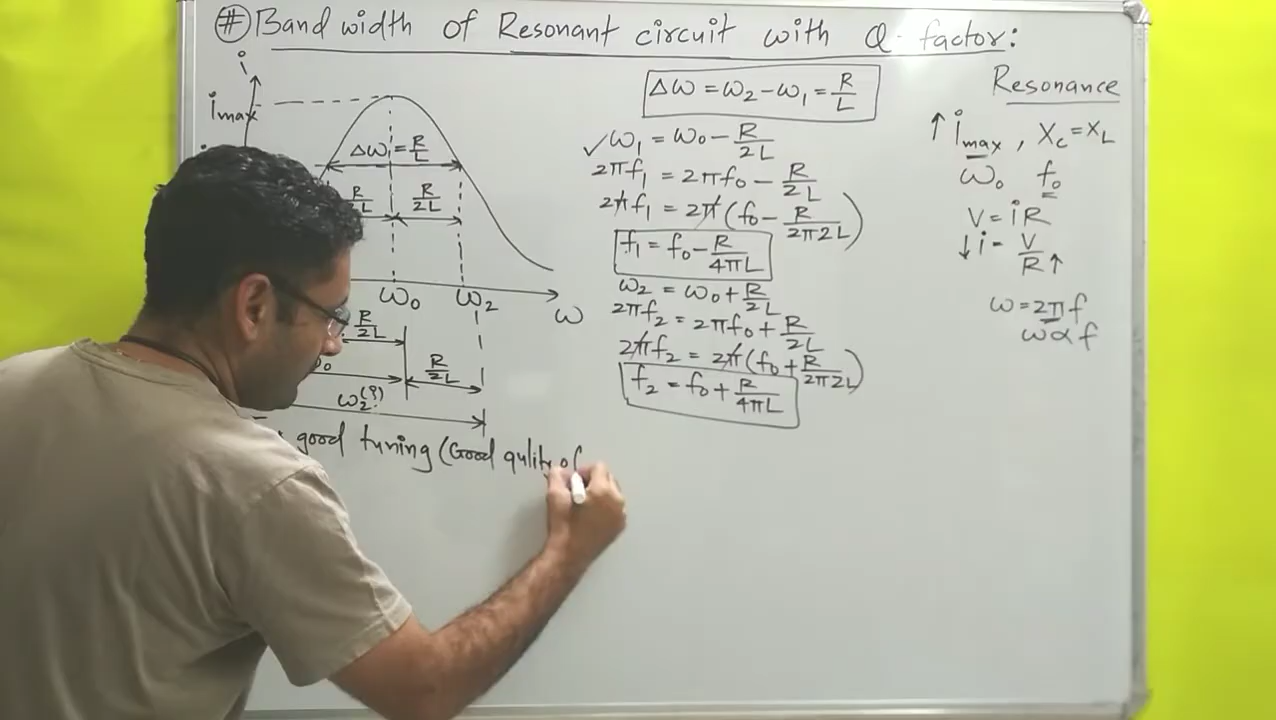 # Band width of Resonant circuit with Q-factor:
i
imax
Δω = R/L
R/2L
R/2L
ω₀ ω₂
ω
R/2L
R/2L
ω₂(?)
good tuning (Good qulity of
Δω = ω₂ - ω₁ = R/L
✓ω₁ = ω₀ - R/2L
2πf₁ = 2πf₀ - R/2L
2πf₁ = 2π(f₀ - R/2π2L)
f₁ = f₀ - R/4πL
ω₂ = ω₀ + R/2L
2πf₂ = 2πf₀ + R/2L
2πf₂ = 2π(f₀ + R/2π2L)
f₂ = f₀ + R/4πL
Resonance
↑ imax , Xc = XL
ω₀ f₀
V = iR
↓i = V/R↑
ω = 2πf
ω ∝ f